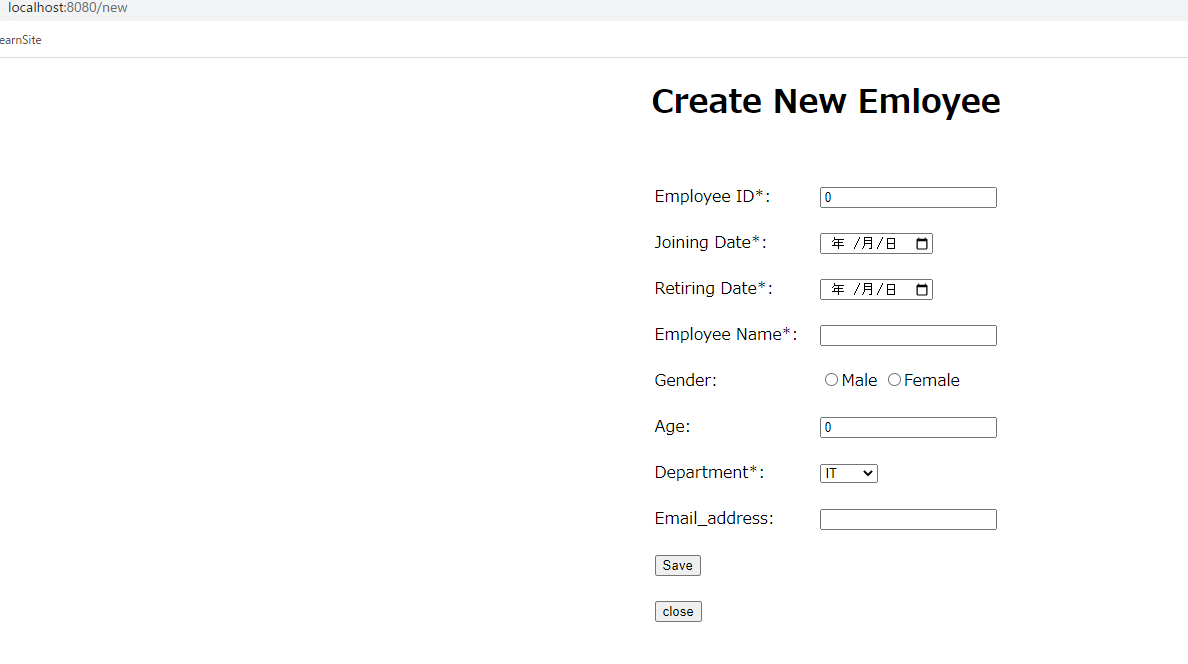 localhost:8080/new
earnSite
Create New Emloyee
Employee ID*: 0
Joining Date*: 年 /月/日
Retiring Date*: 年 /月/日
Employee Name*:
Gender: Male Female
Age: 0
Department*: IT
Email_address:
Save
close